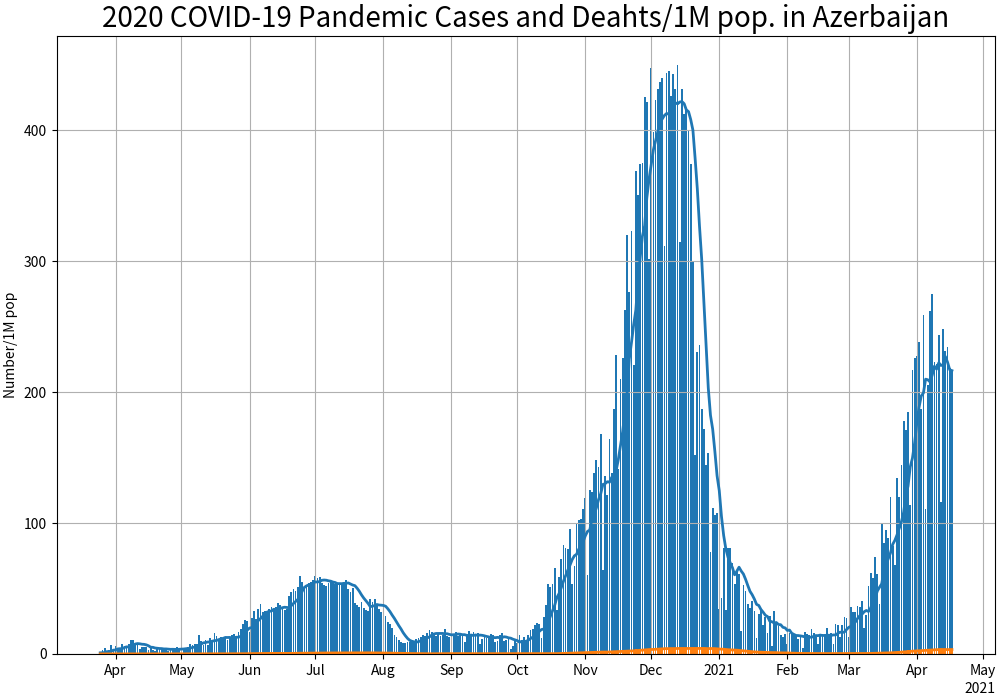 2020 COVID-19 Pandemic Cases and Deahts/1M pop. in Azerbaijan
Number/1M pop
400
300
200
100
0
Apr May Jun Jul Aug Sep Oct Nov Dec 2021 Feb Mar Apr May
2021